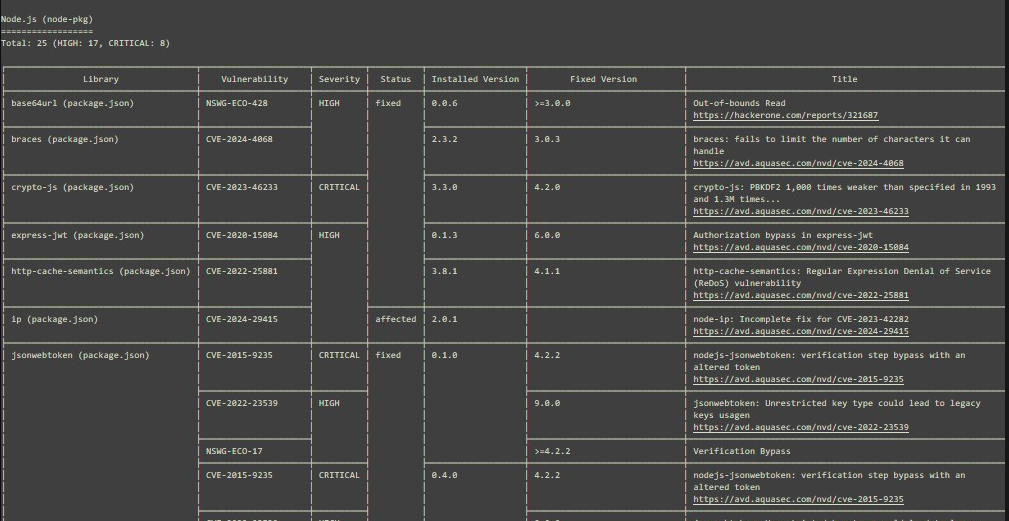 Node.js (node-pkg)
==================
Total: 25 (HIGH: 17, CRITICAL: 8)
Library Vulnerability Severity Status Installed Version Fixed Version Title
base64url (package.json) NSWG-ECO-428 HIGH fixed 0.0.6 >=3.0.0 Out-of-bounds Read
https://hackerone.com/reports/321687
braces (package.json) CVE-2024-4068 2.3.2 3.0.3 braces: fails to limit the number of characters it can
handle
https://avd.aquasec.com/nvd/cve-2024-4068
crypto-js (package.json) CVE-2023-46233 CRITICAL 3.3.0 4.2.0 crypto-js: PBKDF2 1,000 times weaker than specified in 1993
and 1.3M times...
https://avd.aquasec.com/nvd/cve-2023-46233
express-jwt (package.json) CVE-2020-15084 HIGH 0.1.3 6.0.0 Authorization bypass in express-jwt
https://avd.aquasec.com/nvd/cve-2020-15084
http-cache-semantics (package.json) CVE-2022-25881 3.8.1 4.1.1 http-cache-semantics: Regular Expression Denial of Service
(ReDoS) vulnerability
https://avd.aquasec.com/nvd/cve-2022-25881
ip (package.json) CVE-2024-29415 affected 2.0.1 node-ip: Incomplete fix for CVE-2023-42282
https://avd.aquasec.com/nvd/cve-2024-29415
jsonwebtoken (package.json) CVE-2015-9235 CRITICAL fixed 0.1.0 4.2.2 nodejs-jsonwebtoken: verification step bypass with an
altered token
https://avd.aquasec.com/nvd/cve-2015-9235
CVE-2022-23539 HIGH 9.0.0 jsonwebtoken: Unrestricted key type could lead to legacy
keys usagen
https://avd.aquasec.com/nvd/cve-2022-23539
NSWG-ECO-17 >=4.2.2 Verification Bypass
CVE-2015-9235 CRITICAL 0.4.0 4.2.2 nodejs-jsonwebtoken: verification step bypass with an
altered token
https://avd.aquasec.com/nvd/cve-2015-9235